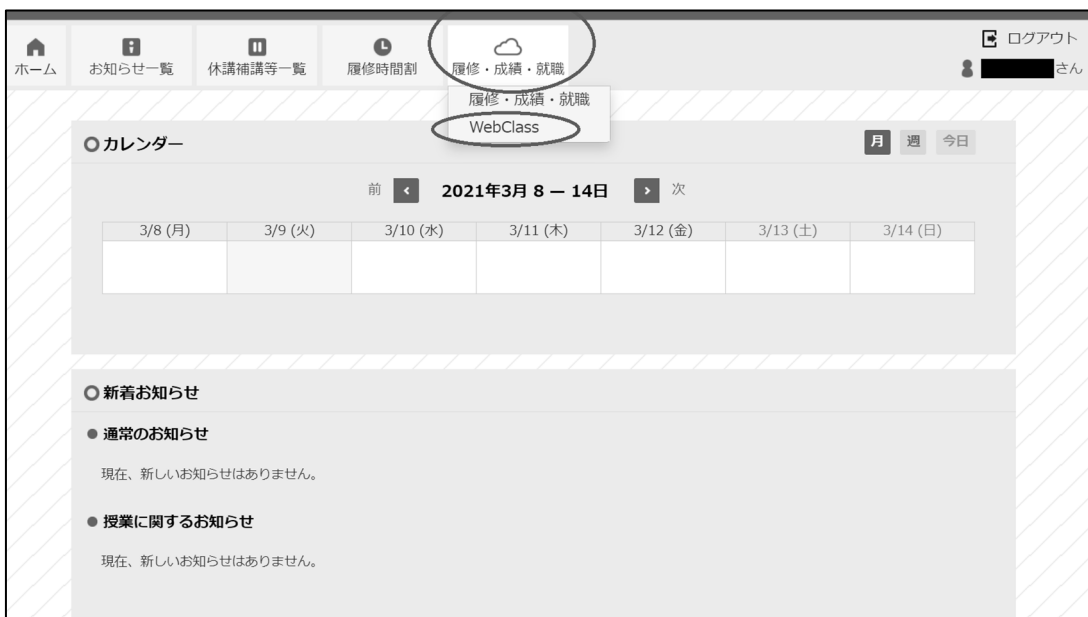 ホーム
お知らせ一覧
休講補講等一覧
履修時間割
履修・成績・就職
ログアウト
さん
履修・成績・就職
WebClass
カレンダー
月 週 今日
前 2021年3月 8 — 14日 次
3/8 (月) 3/9 (火) 3/10 (水) 3/11 (木) 3/12 (金) 3/13 (土) 3/14 (日)
新着お知らせ
通常のお知らせ
現在、新しいお知らせはありません。
授業に関するお知らせ
現在、新しいお知らせはありません。